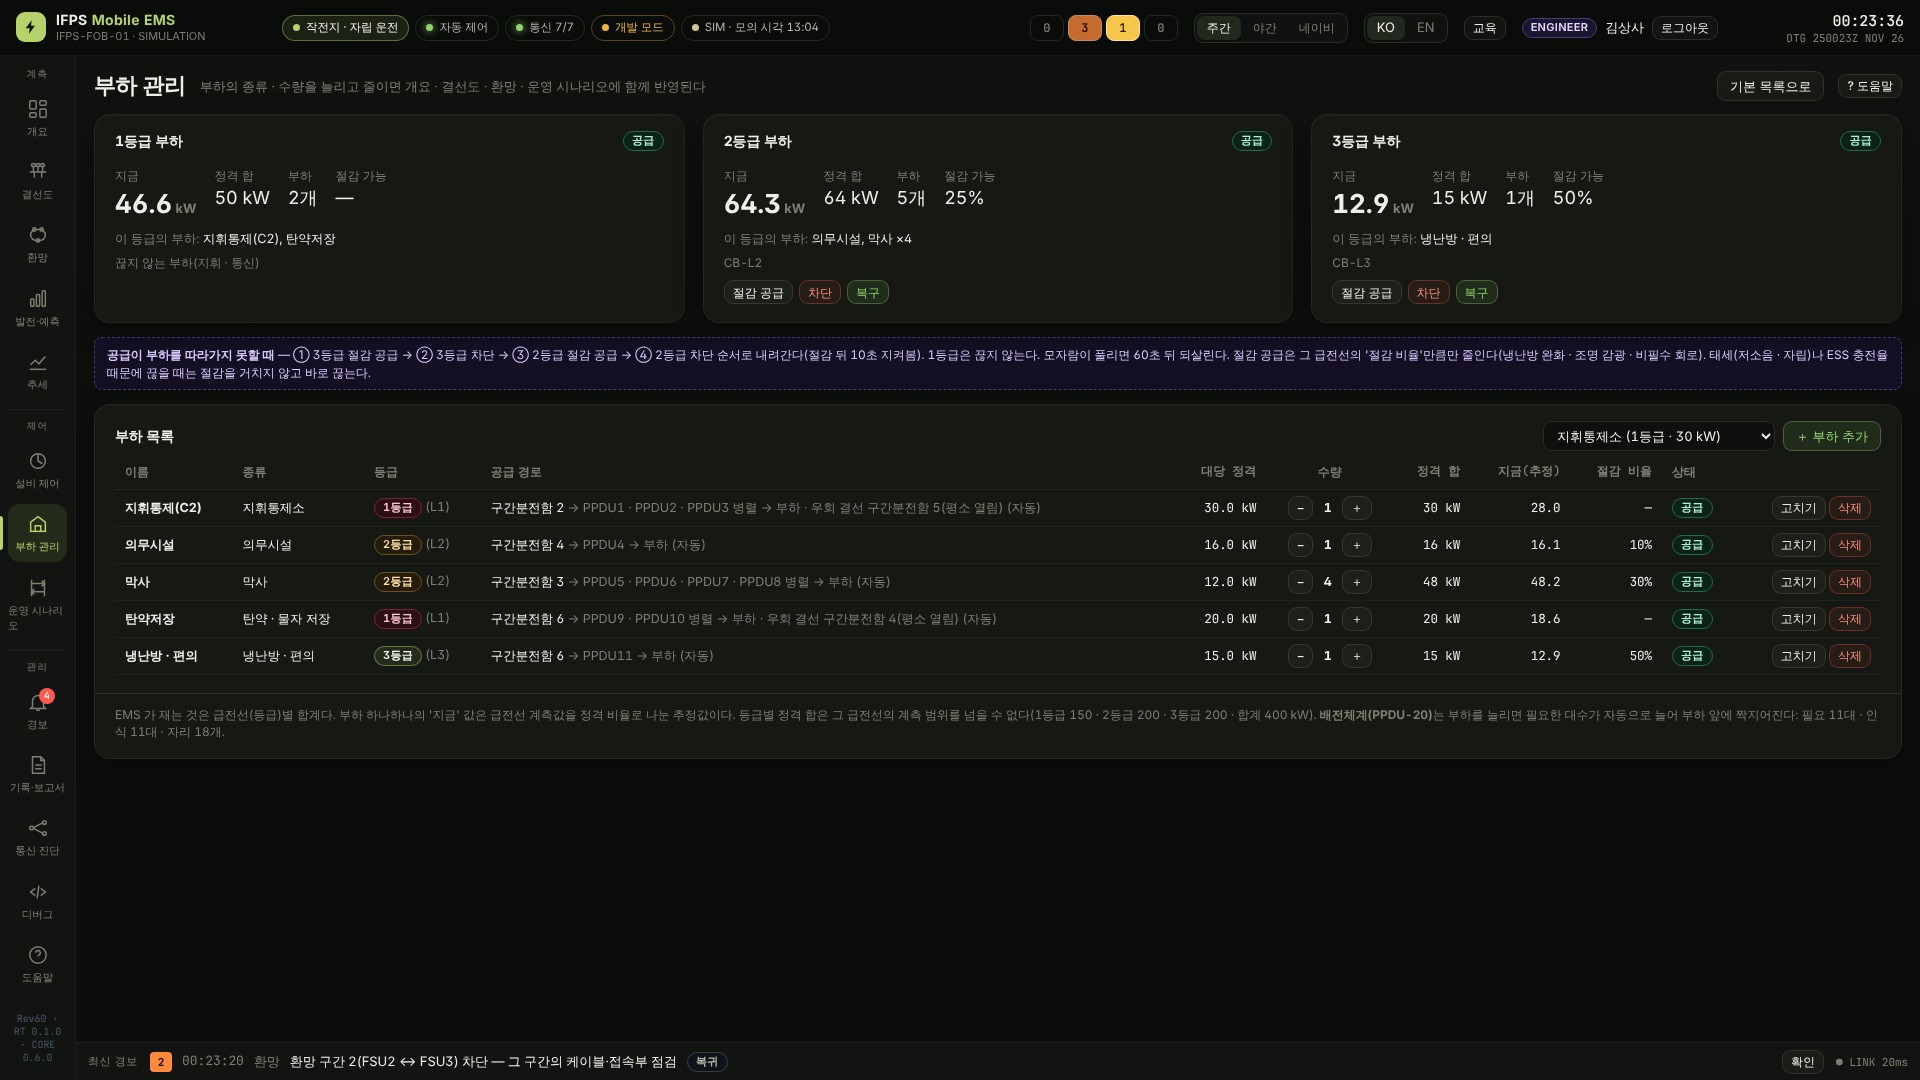 IFPS Mobile EMS
IFPS-FOB-01 · SIMULATION
작전지 · 자립 운전
자동 제어
통신 7/7
개발 모드
SIM · 모의 시각 13:04
0 3 1 0
주간 야간 네이비
KO EN
교육
ENGINEER 김상사 로그아웃
00:23:36
DTG 250023Z NOV 26
계측
개요
결선도
환망
발전·예측
추세
제어
설비 제어
부하 관리
운영 시나리오
관리
4
경보
기록·보고서
통신 진단
디버그
도움말
Rev60 ·
RT 0.1.0
· CORE
0.6.0
부하 관리
부하의 종류 · 수량을 늘리고 줄이면 개요 · 결선도 · 환망 · 운영 시나리오에 함께 반영된다
기본 목록으로
? 도움말
1등급 부하 공급
지금 정격 합 부하 절감 가능
46.6 kW 50 kW 2개 —
이 등급의 부하: 지휘통제(C2), 탄약저장
끊지 않는 부하(지휘 · 통신)
2등급 부하 공급
지금 정격 합 부하 절감 가능
64.3 kW 64 kW 5개 25%
이 등급의 부하: 의무시설, 막사 ×4
CB-L2
절감 공급 차단 복구
3등급 부하 공급
지금 정격 합 부하 절감 가능
12.9 kW 15 kW 1개 50%
이 등급의 부하: 냉난방 · 편의
CB-L3
절감 공급 차단 복구
공급이 부하를 따라가지 못할 때 — ① 3등급 절감 공급 → ② 3등급 차단 → ③ 2등급 절감 공급 → ④ 2등급 차단 순서로 내려간다(절감 뒤 10초 지켜봄). 1등급은 끊지 않는다. 모자람이 풀리면 60초 뒤 되살린다. 절감 공급은 그 급전선의 '절감 비율'만큼만 줄인다(냉난방 완화 · 조명 감광 · 비필수 회로). 태세(저소음 · 자립)나 ESS 충전율
때문에 끊을 때는 절감을 거치지 않고 바로 끊는다.
부하 목록
지휘통제소 (1등급 · 30 kW)
+ 부하 추가
이름 종류 등급 공급 경로 대당 정격 수량 정격 합 지금(추정) 절감 비율 상태
지휘통제(C2) 지휘통제소 1등급 (L1) 구간분전함 2 → PPDU1 · PPDU2 · PPDU3 병렬 → 부하 · 우회 결선 구간분전함 5(평소 열림) (자동) 30.0 kW − 1 + 30 kW 28.0 — 공급 고치기 삭제
의무시설 의무시설 2등급 (L2) 구간분전함 4 → PPDU4 → 부하 (자동) 16.0 kW − 1 + 16 kW 16.1 10% 공급 고치기 삭제
막사 막사 2등급 (L2) 구간분전함 3 → PPDU5 · PPDU6 · PPDU7 · PPDU8 병렬 → 부하 (자동) 12.0 kW − 4 + 48 kW 48.2 30% 공급 고치기 삭제
탄약저장 탄약 · 물자 저장 1등급 (L1) 구간분전함 6 → PPDU9 · PPDU10 병렬 → 부하 · 우회 결선 구간분전함 4(평소 열림) (자동) 20.0 kW − 1 + 20 kW 18.6 — 공급 고치기 삭제
냉난방 · 편의 냉난방 · 편의 3등급 (L3) 구간분전함 6 → PPDU11 → 부하 (자동) 15.0 kW − 1 + 15 kW 12.9 50% 공급 고치기 삭제
EMS 가 재는 것은 급전선(등급)별 합계다. 부하 하나하나의 '지금' 값은 급전선 계측값을 정격 비율로 나눈 추정값이다. 등급별 정격 합은 그 급전선의 계측 범위를 넘을 수 없다(1등급 150 · 2등급 200 · 3등급 200 · 합계 400 kW). 배전체계(PPDU-20)는 부하를 늘리면 필요한 대수가 자동으로 늘어 부하 앞에 짝지어진다: 필요 11대 · 인
식 11대 · 자리 18개.
최신 경보 2 00:23:20 환망 환망 구간 2(FSU2 ↔ FSU3) 차단 — 그 구간의 케이블·접속부 점검 복귀
확인
LINK 20ms